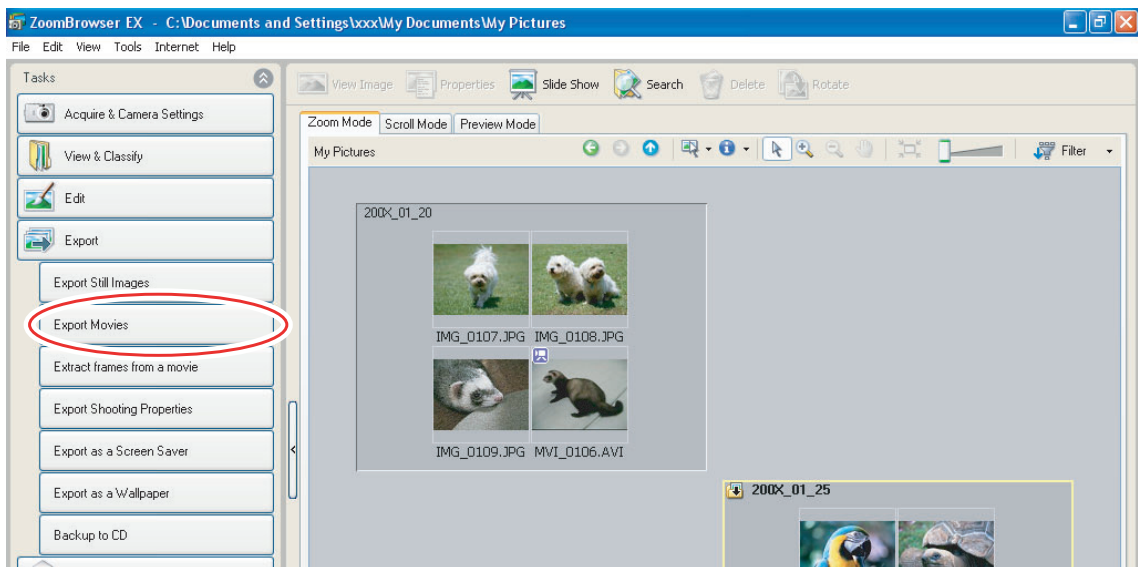 ZoomBrowser EX - C:\Documents and Settings\xxx\My Documents\My Pictures
File Edit View Tools Internet Help
Tasks
View Image Properties Slide Show Search Delete Rotate
Acquire & Camera Settings
Zoom Mode Scroll Mode Preview Mode
View & Classify
My Pictures Filter
Edit
200X_01_20
Export
Export Still Images
Export Movies
IMG_0107.JPG IMG_0108.JPG
Extract frames from a movie
Export Shooting Properties
Export as a Screen Saver
IMG_0109.JPG MVI_0106.AVI
Export as a Wallpaper
200X_01_25
Backup to CD